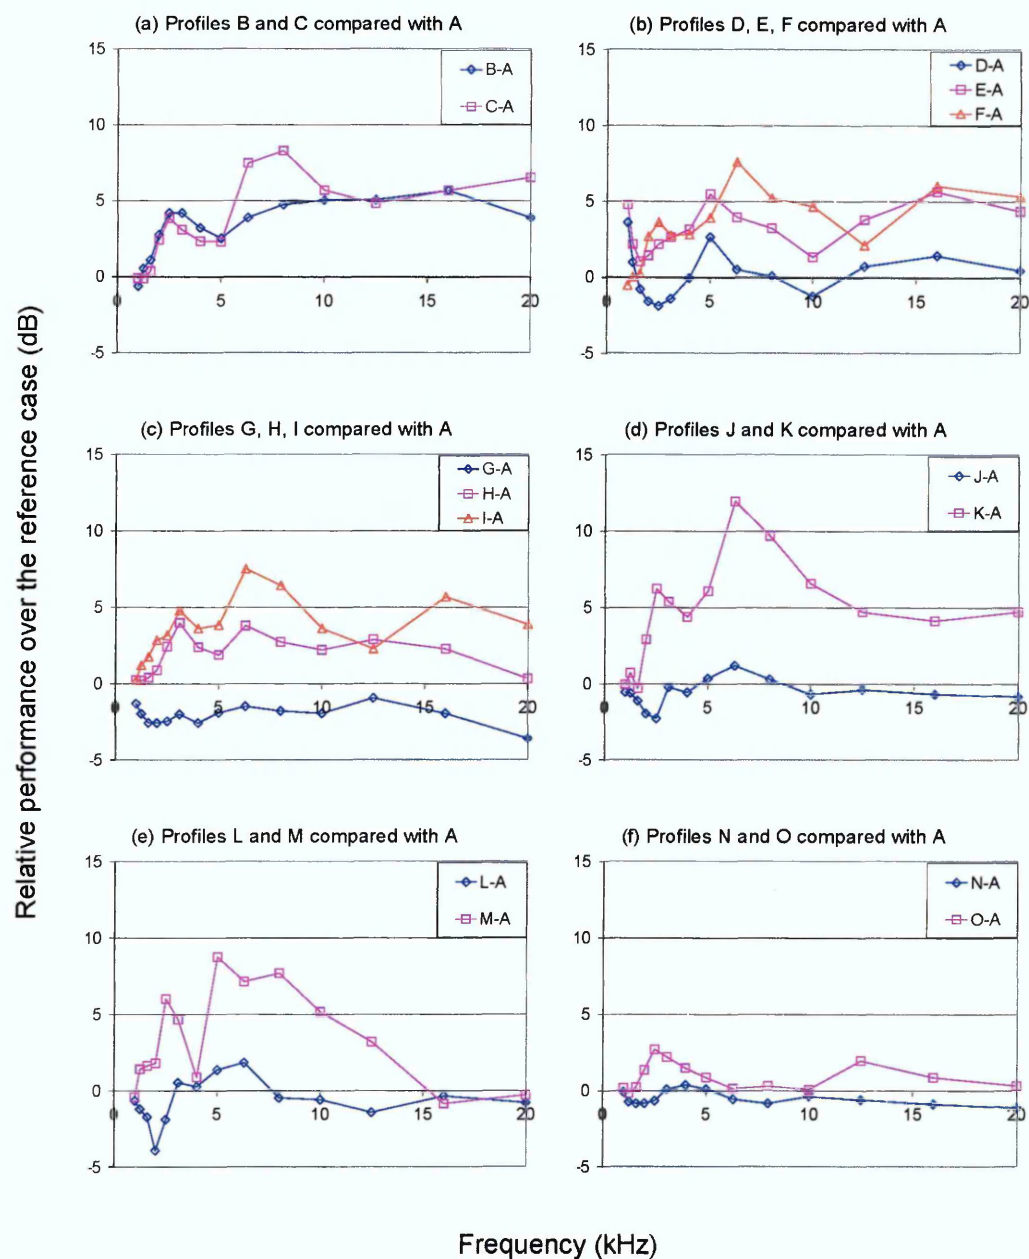 (a) Profiles B and C compared with A
15
10
5
0
-5
0
5
10
15
20
B-A
C-A
(b) Profiles D, E, F compared with A
15
10
5
0
-5
0
5
10
15
20
D-A
E-A
F-A
(c) Profiles G, H, I compared with A
15
10
5
0
-5
0
5
10
15
20
G-A
H-A
I-A
(d) Profiles J and K compared with A
15
10
5
0
-5
0
5
10
15
20
J-A
K-A
(e) Profiles L and M compared with A
15
10
5
0
-5
0
5
10
15
20
L-A
M-A
(f) Profiles N and O compared with A
15
10
5
0
-5
0
5
10
15
20
N-A
O-A
Relative performance over the reference case (dB)
Frequency (kHz)